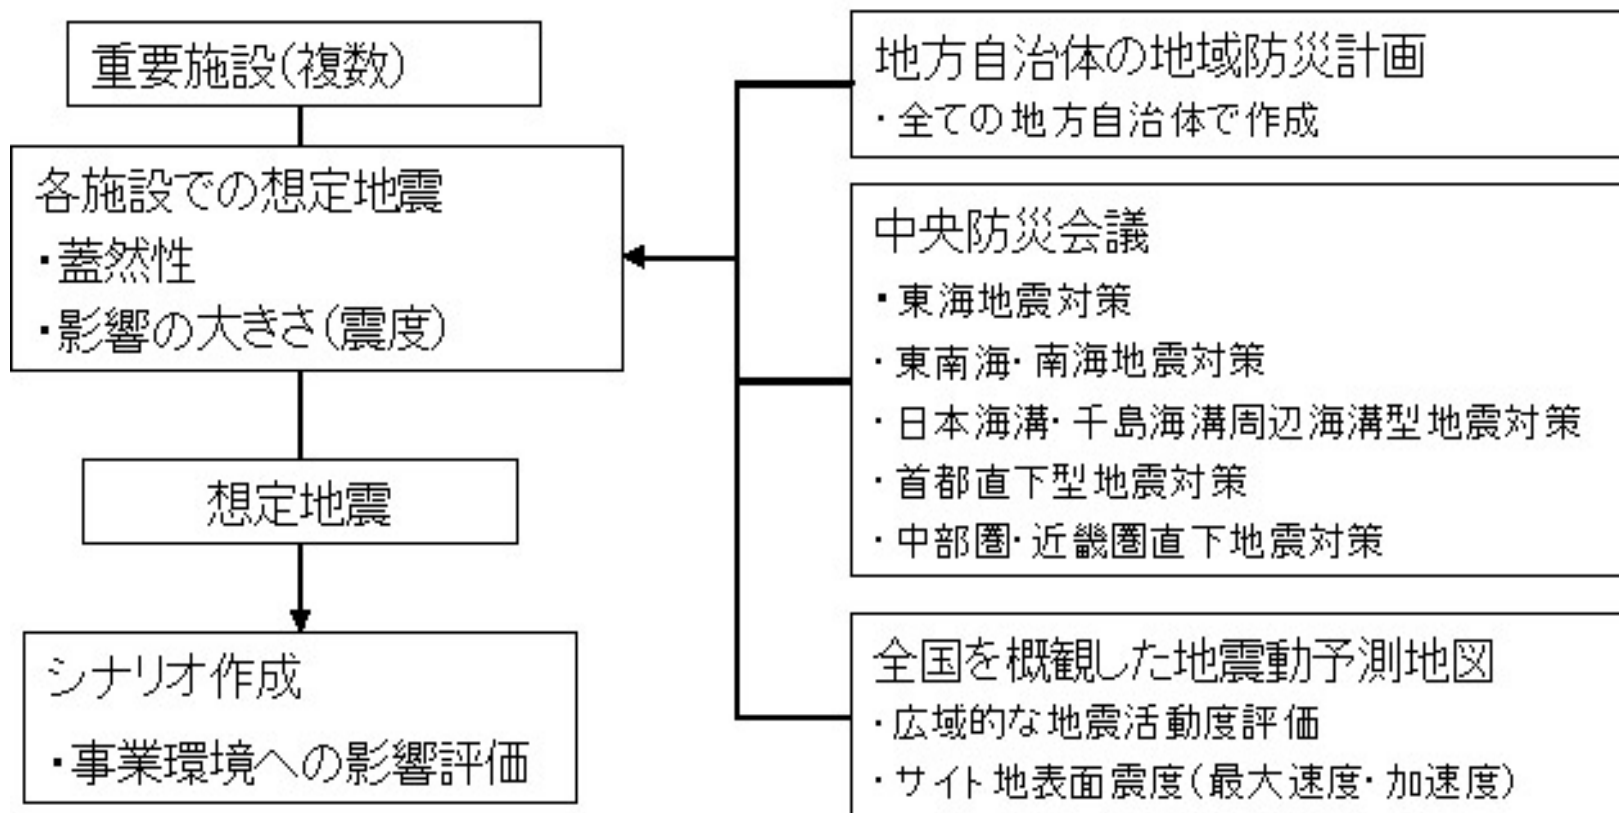 重要施設(複数)
各施設での想定地震
・蓋然性
・影響の大きさ(震度)
想定地震
シナリオ作成
・事業環境への影響評価
地方自治体の地域防災計画
・全ての地方自治体で作成
中央防災会議
・東海地震対策
・東南海・南海地震対策
・日本海溝・千島海溝周辺海溝型地震対策
・首都直下型地震対策
・中部圏・近畿圏直下地震対策
全国を概観した地震動予測地図
・広域的な地震活動度評価
・サイト地表面震度(最大速度・加速度)